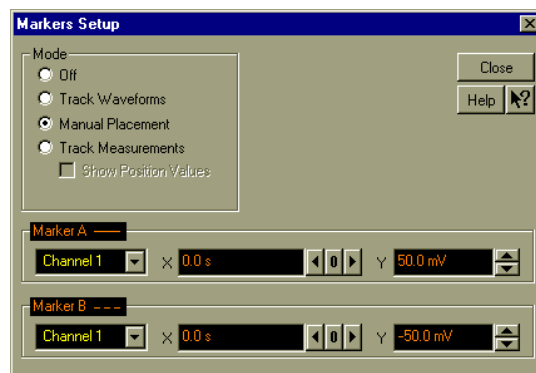 Markers Setup
Mode
Off
Track Waveforms
Manual Placement
Track Measurements
Show Position Values
Close
Help
Marker A
Channel 1 X 0.0 s 0 Y 50.0 mV
Marker B
Channel 1 X 0.0 s 0 Y -50.0 mV